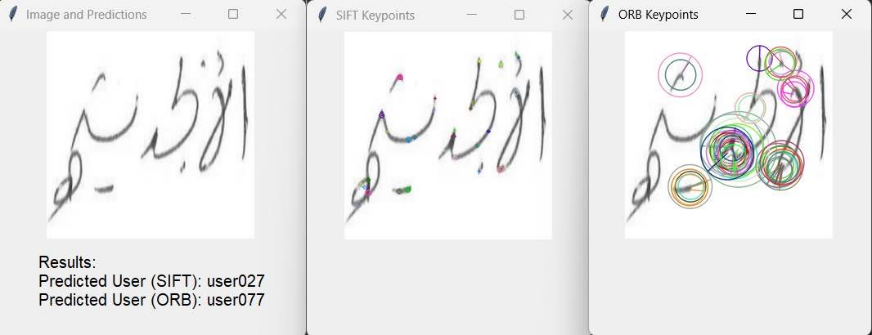 Image and Predictions
SIFT Keypoints
ORB Keypoints
Results:
Predicted User (SIFT): user027
Predicted User (ORB): user077